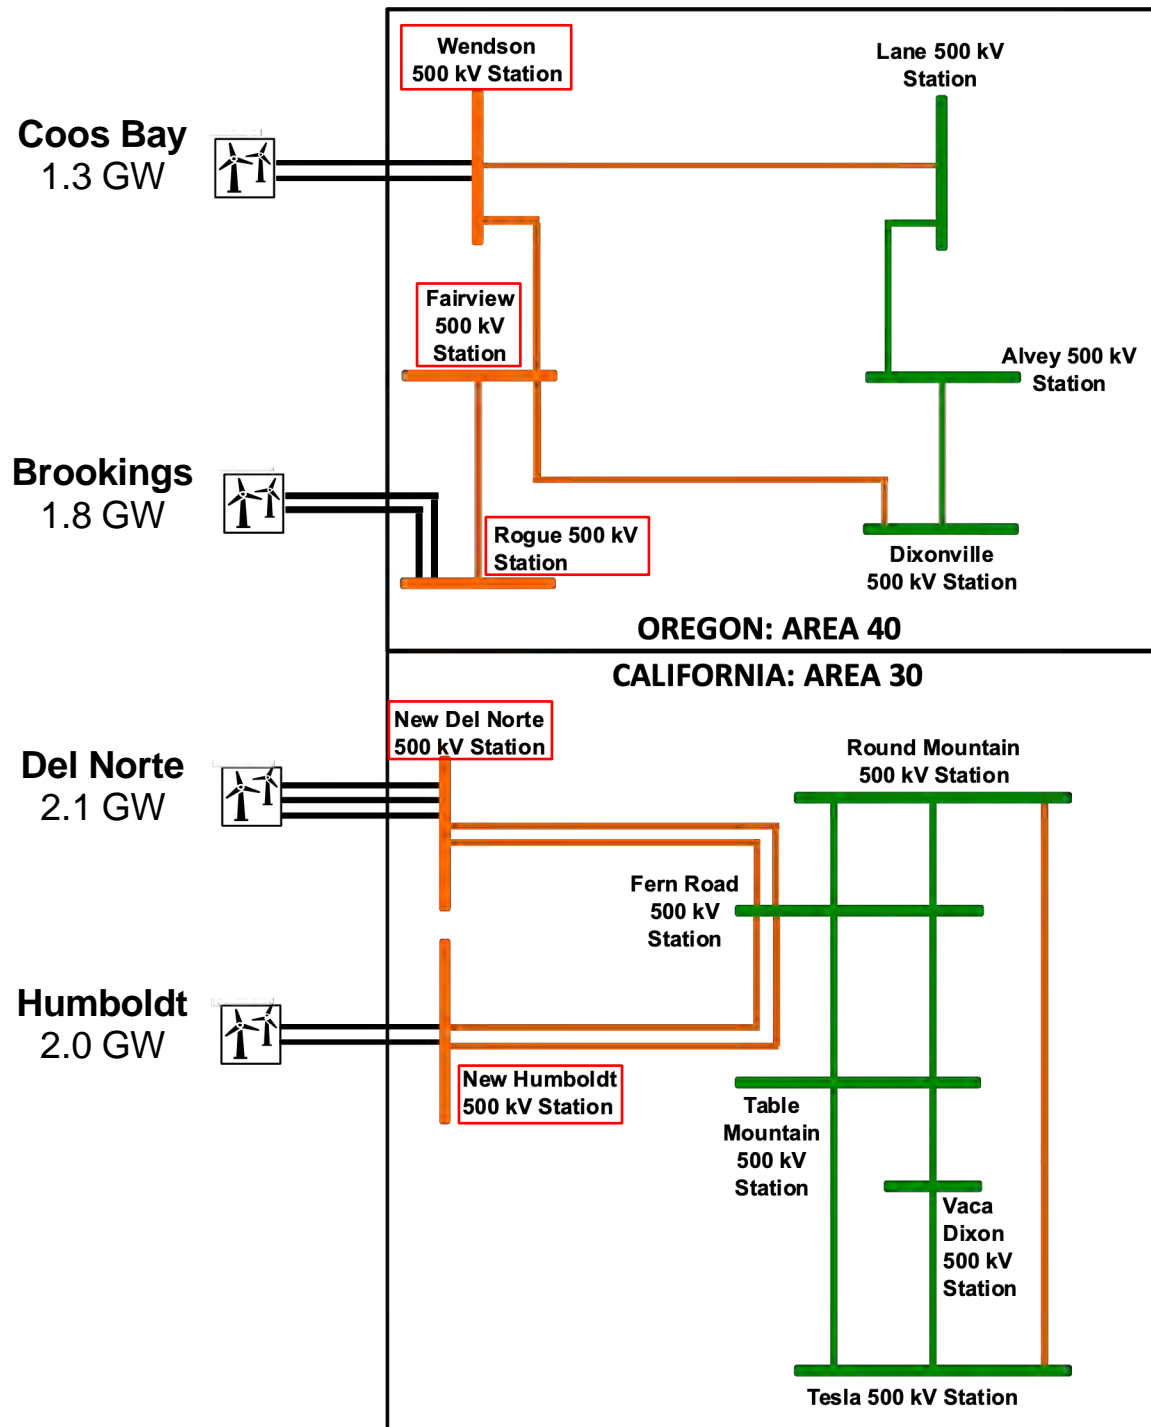 Wendson
500 kV Station
Lane 500 kV
Station
Coos Bay
1.3 GW
Fairview
500 kV
Station
Alvey 500 kV
Station
Brookings
1.8 GW
Rogue 500 kV
Station
Dixonville
500 kV Station
OREGON: AREA 40
CALIFORNIA: AREA 30
New Del Norte
500 kV Station
Round Mountain
500 kV Station
Del Norte
2.1 GW
Fern Road
500 kV
Station
Humboldt
2.0 GW
New Humboldt
500 kV Station
Table
Mountain
500 kV
Station
Vaca
Dixon
500 kV
Station
Tesla 500 kV Station